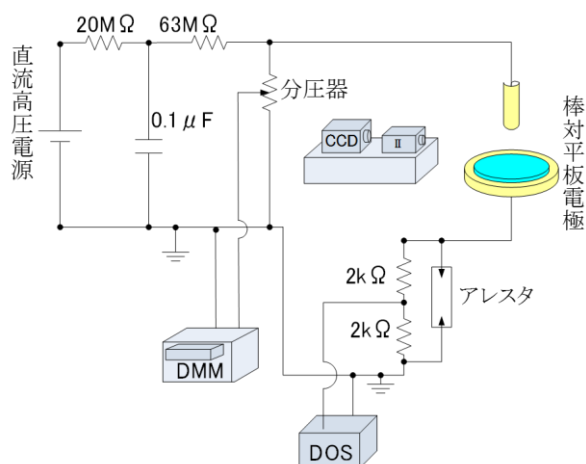 20MΩ
63MΩ
直流高圧電源
0.1μF
分圧器
CCD
II
棒対平板電極
2kΩ
アレスタ
2kΩ
DMM
DOS